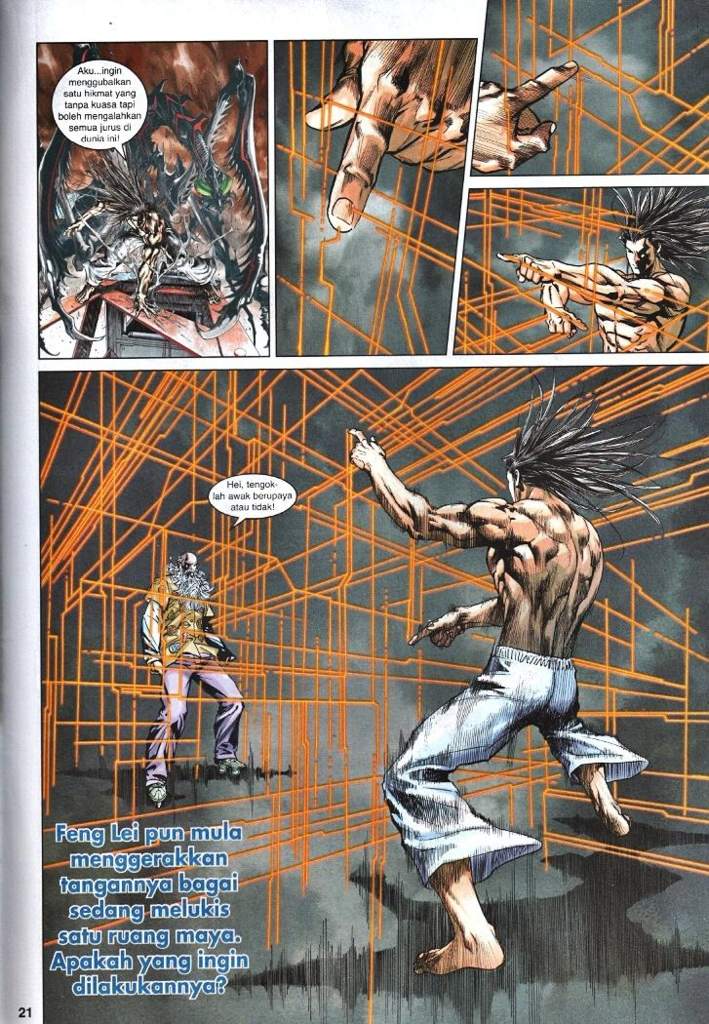 Aku...ingin
menggubalkan
satu hikmat yang
tanpa kuasa tapi
boleh mengalahkan
semua jurus di
dunia ini!
Hei, tengok-
lah awak berupaya
atau tidak!
Feng Lei pun mula
menggerakkan
tangannya bagai
sedang melukis
satu ruang maya.
Apakah yang ingin
dilakukannya?
21